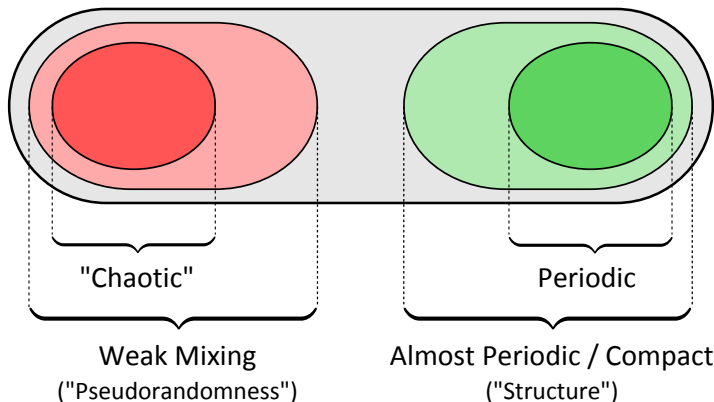 "Chaotic"
Periodic
Weak Mixing
("Pseudorandomness")
Almost Periodic / Compact
("Structure")